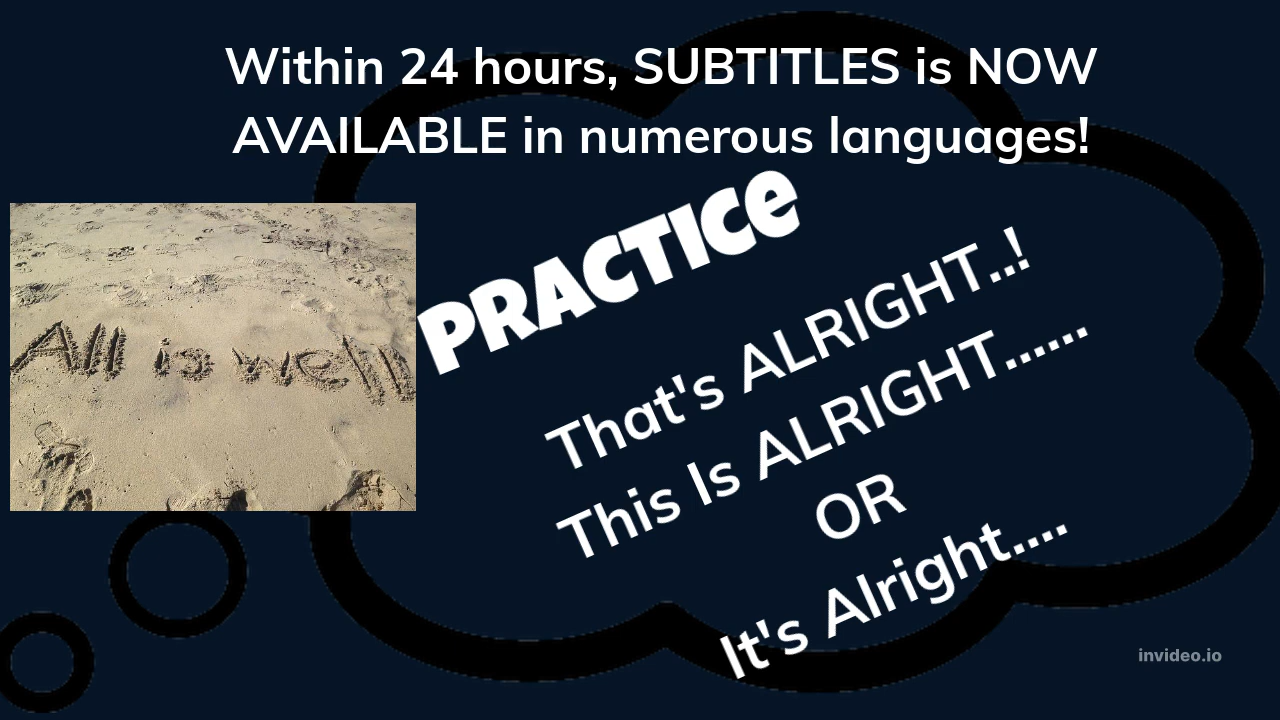 Within 24 hours, SUBTITLES is NOW
AVAILABLE in numerous languages!
PRACTICE
All is well
That's ALRIGHT..!
This Is ALRIGHT......
OR
It's Alright....
invideo.io